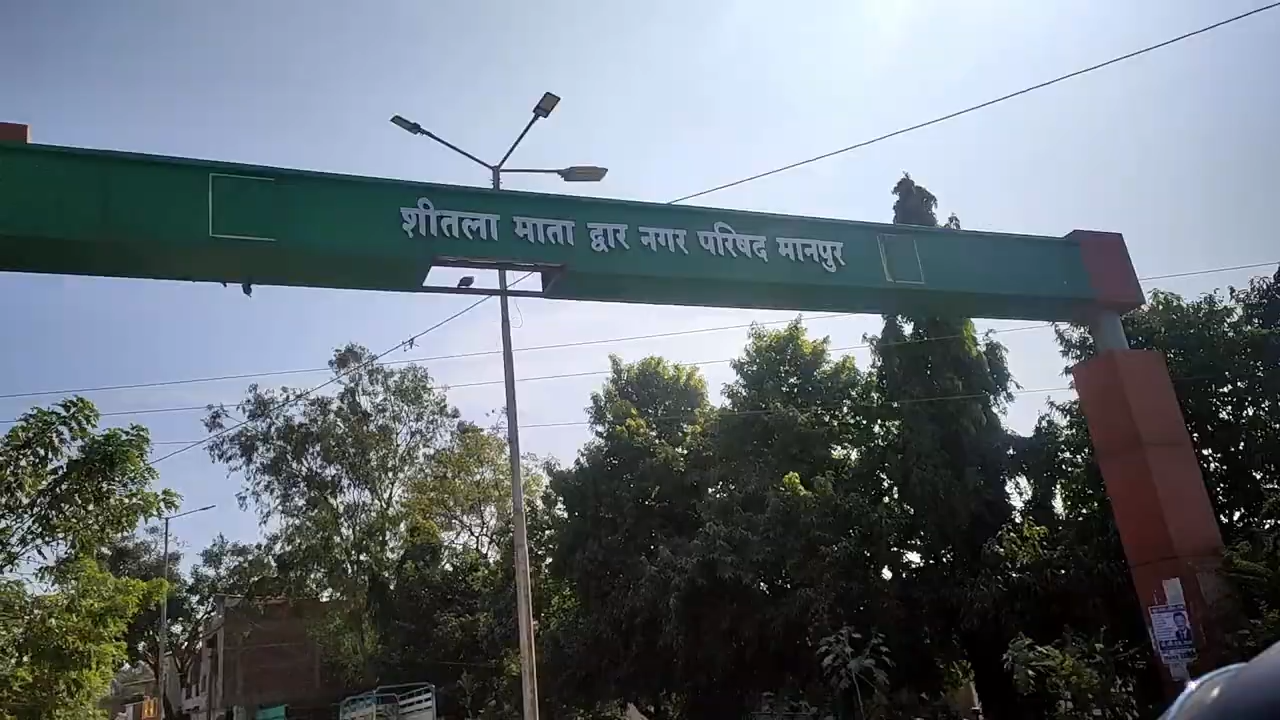 शीतला माता द्वार नगर परिषद मानपुर